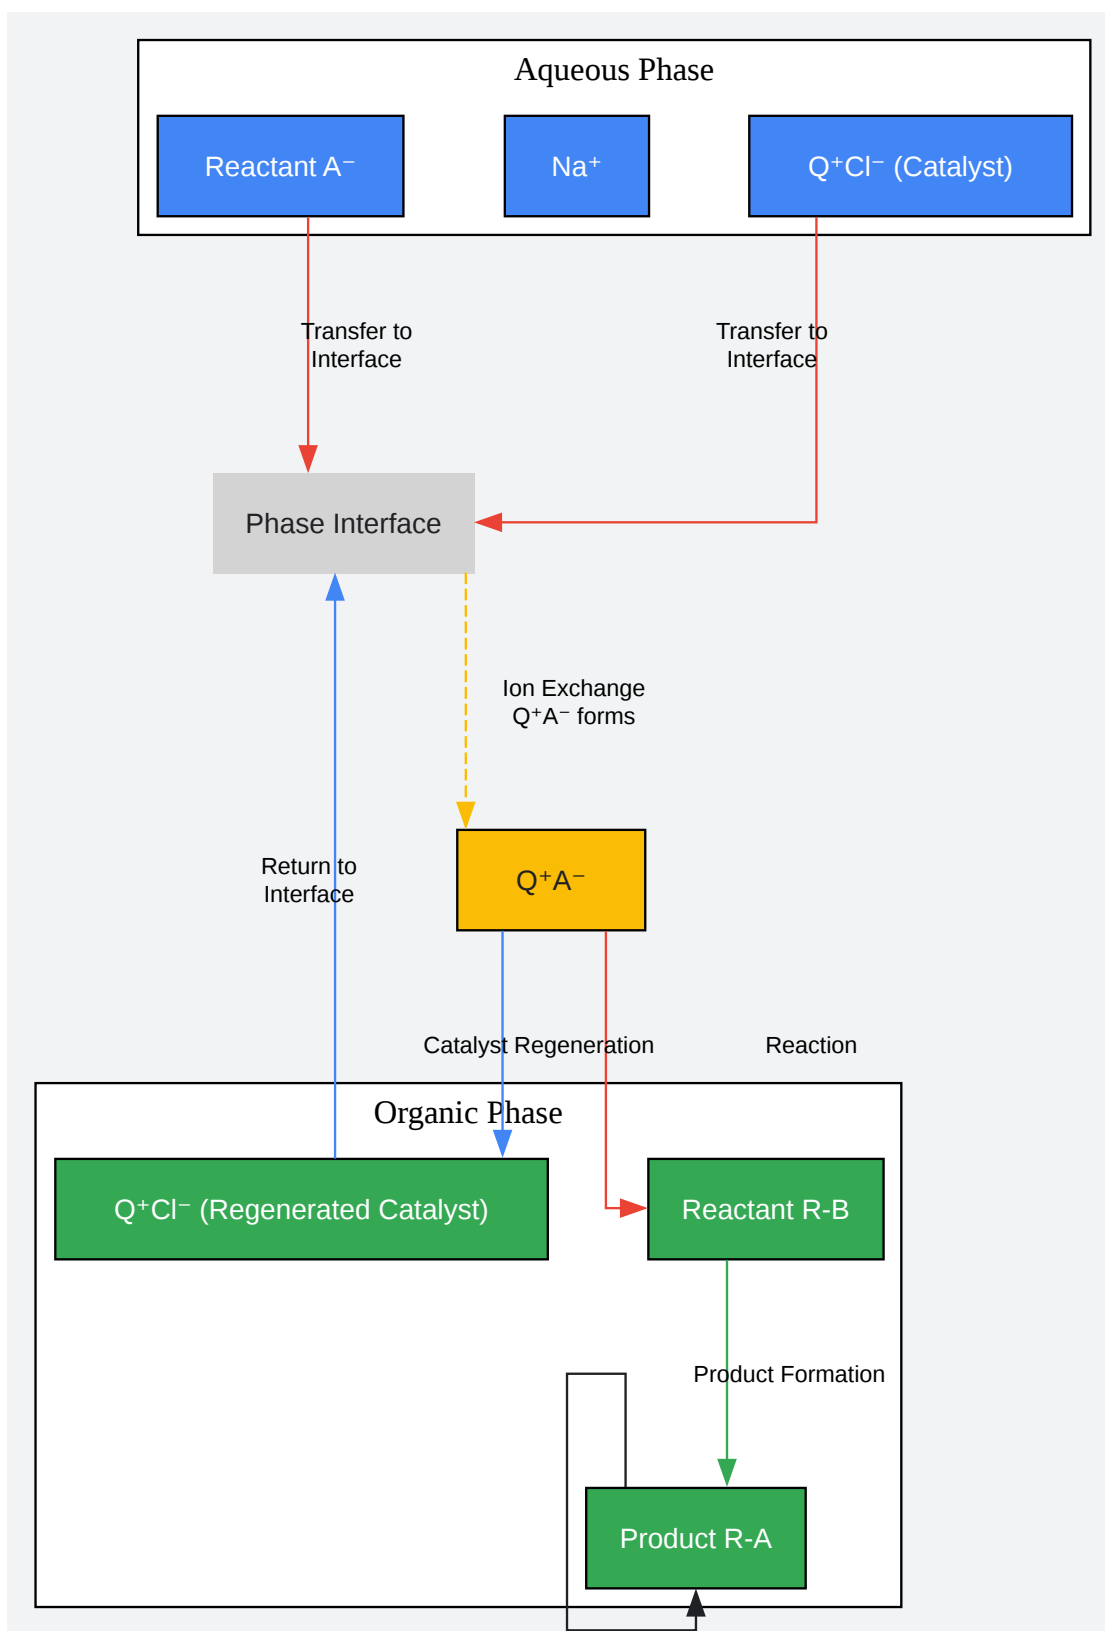 Aqueous Phase
Reactant A⁻
Na⁺
Q⁺Cl⁻ (Catalyst)
Transfer to
Interface
Transfer to
Interface
Phase Interface
Ion Exchange
Q⁺A⁻ forms
Return to
Interface
Q⁺A⁻
Catalyst Regeneration
Reaction
Organic Phase
Q⁺Cl⁻ (Regenerated Catalyst)
Reactant R-B
Product Formation
Product R-A